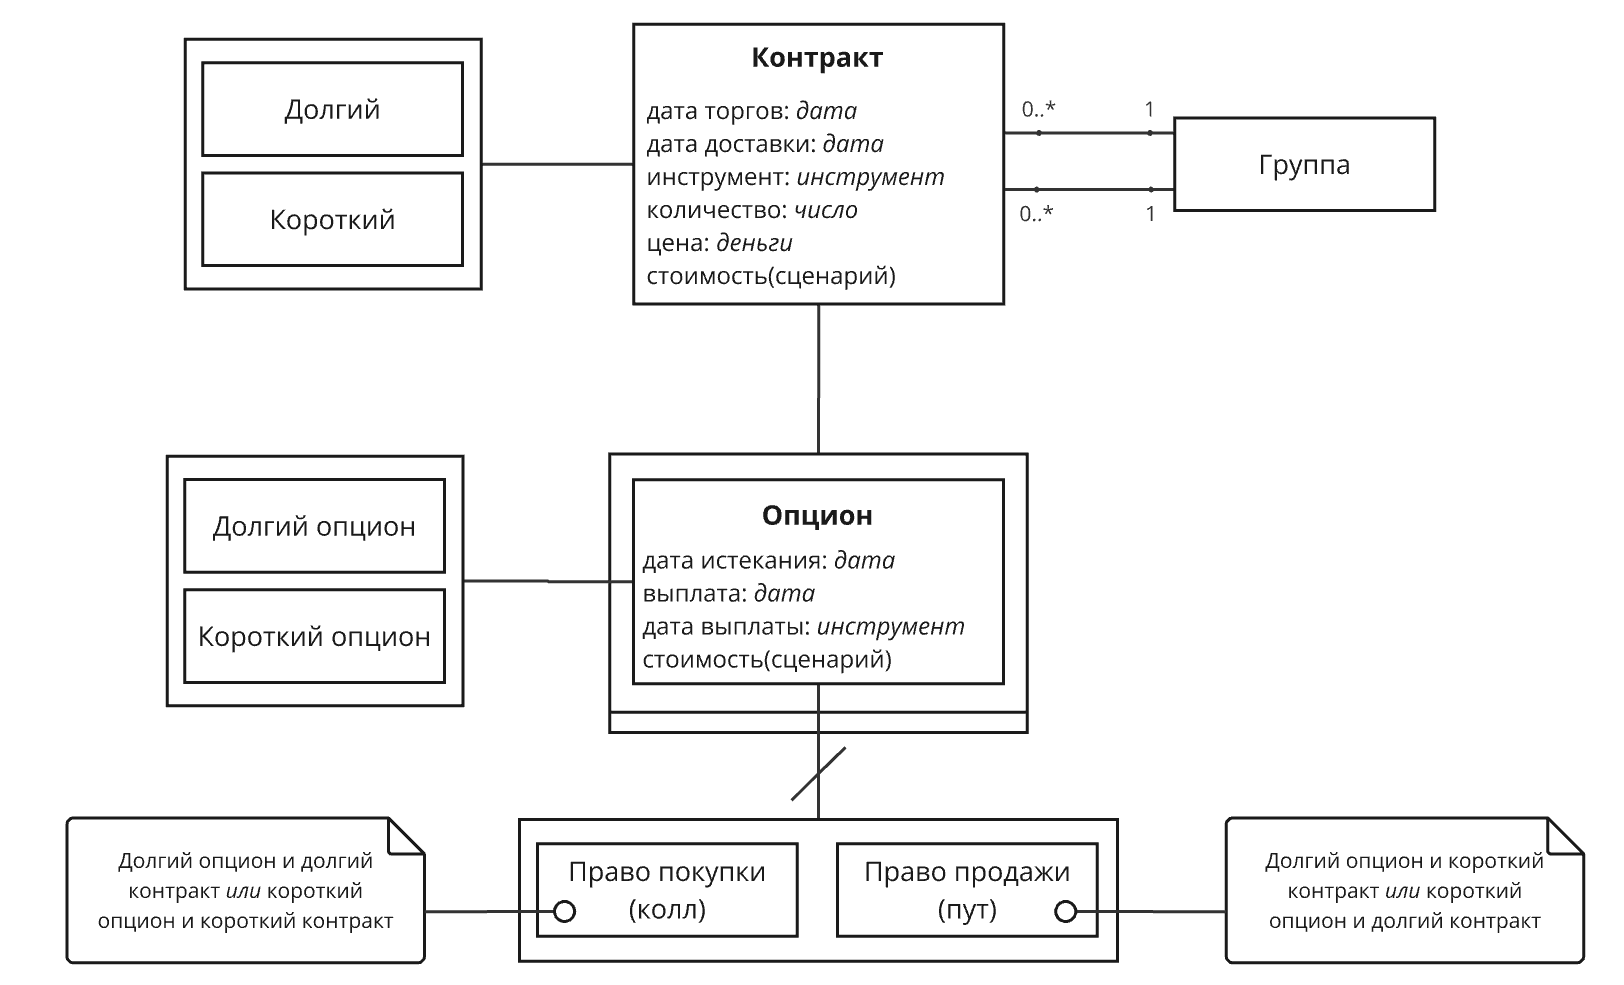 Долгий
Короткий
Контракт
дата торгов: дата
дата доставки: дата
инструмент: инструмент
количество: число
цена: деньги
стоимость(сценарий)
0..*
1
0..*
1
Группа
Долгий опцион
Короткий опцион
Опцион
дата истекания: дата
выплата: дата
дата выплаты: инструмент
стоимость(сценарий)
Долгий опцион и долгий
контракт или короткий
опцион и короткий контракт
Право покупки
(колл)
Право продажи
(пут)
Долгий опцион и короткий
контракт или короткий
опцион и долгий контракт